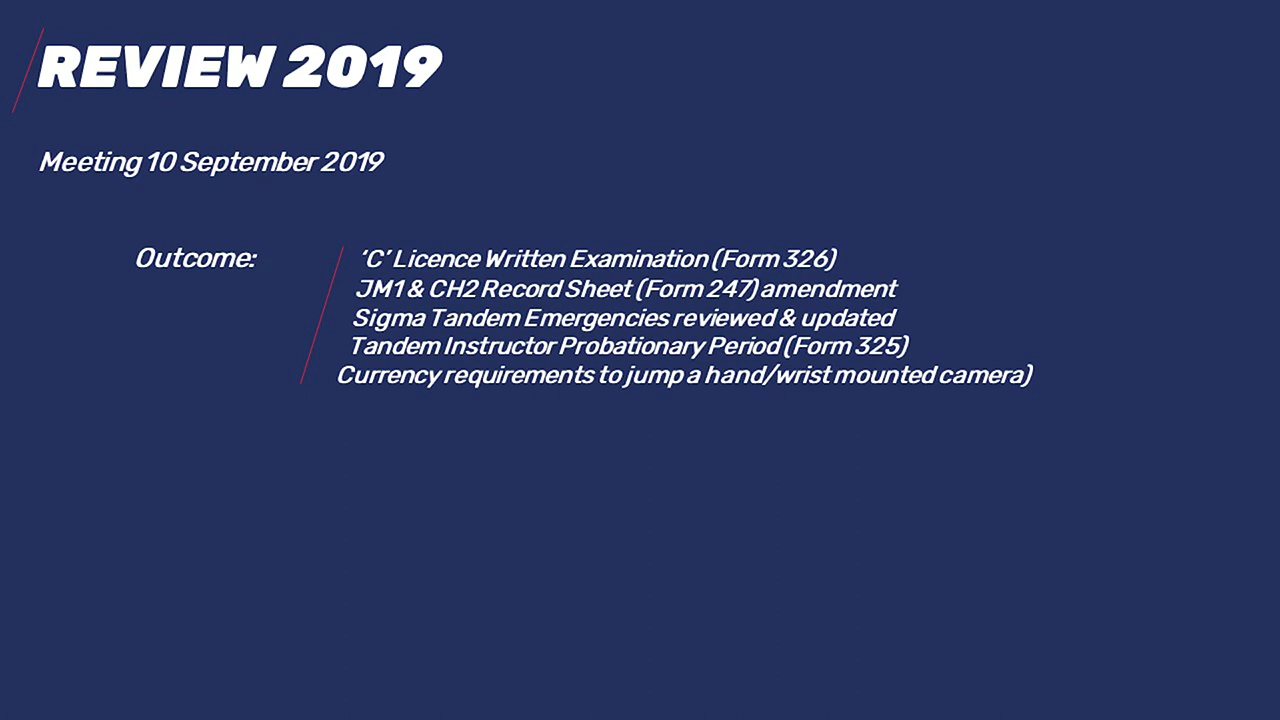 REVIEW 2019
Meeting 10 September 2019
Outcome:
‘C’ Licence Written Examination (Form 326)
JM1 & CH2 Record Sheet (Form 247) amendment
Sigma Tandem Emergencies reviewed & updated
Tandem Instructor Probationary Period (Form 325)
Currency requirements to jump a hand/wrist mounted camera)